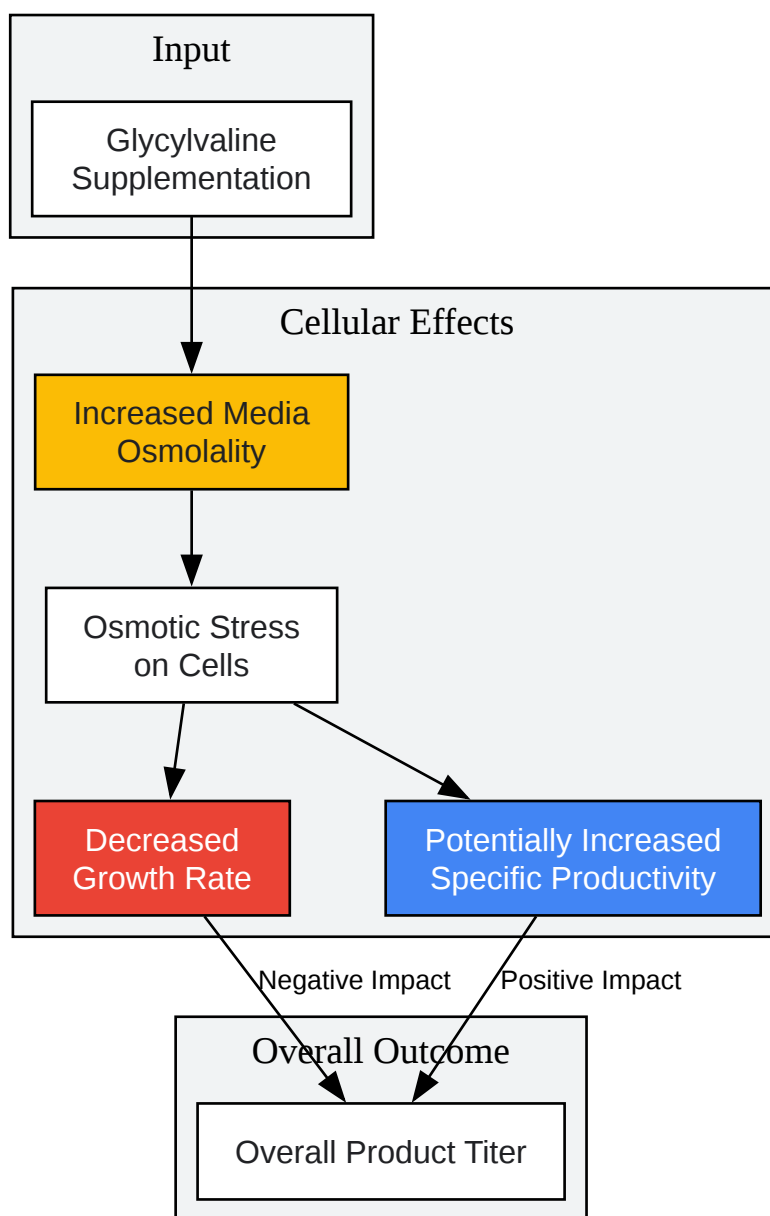 Input
Glycylvaline
Supplementation
Cellular Effects
Increased Media
Osmolality
Osmotic Stress
on Cells
Decreased
Growth Rate
Potentially Increased
Specific Productivity
Negative Impact
Positive Impact
Overall Outcome
Overall Product Titer